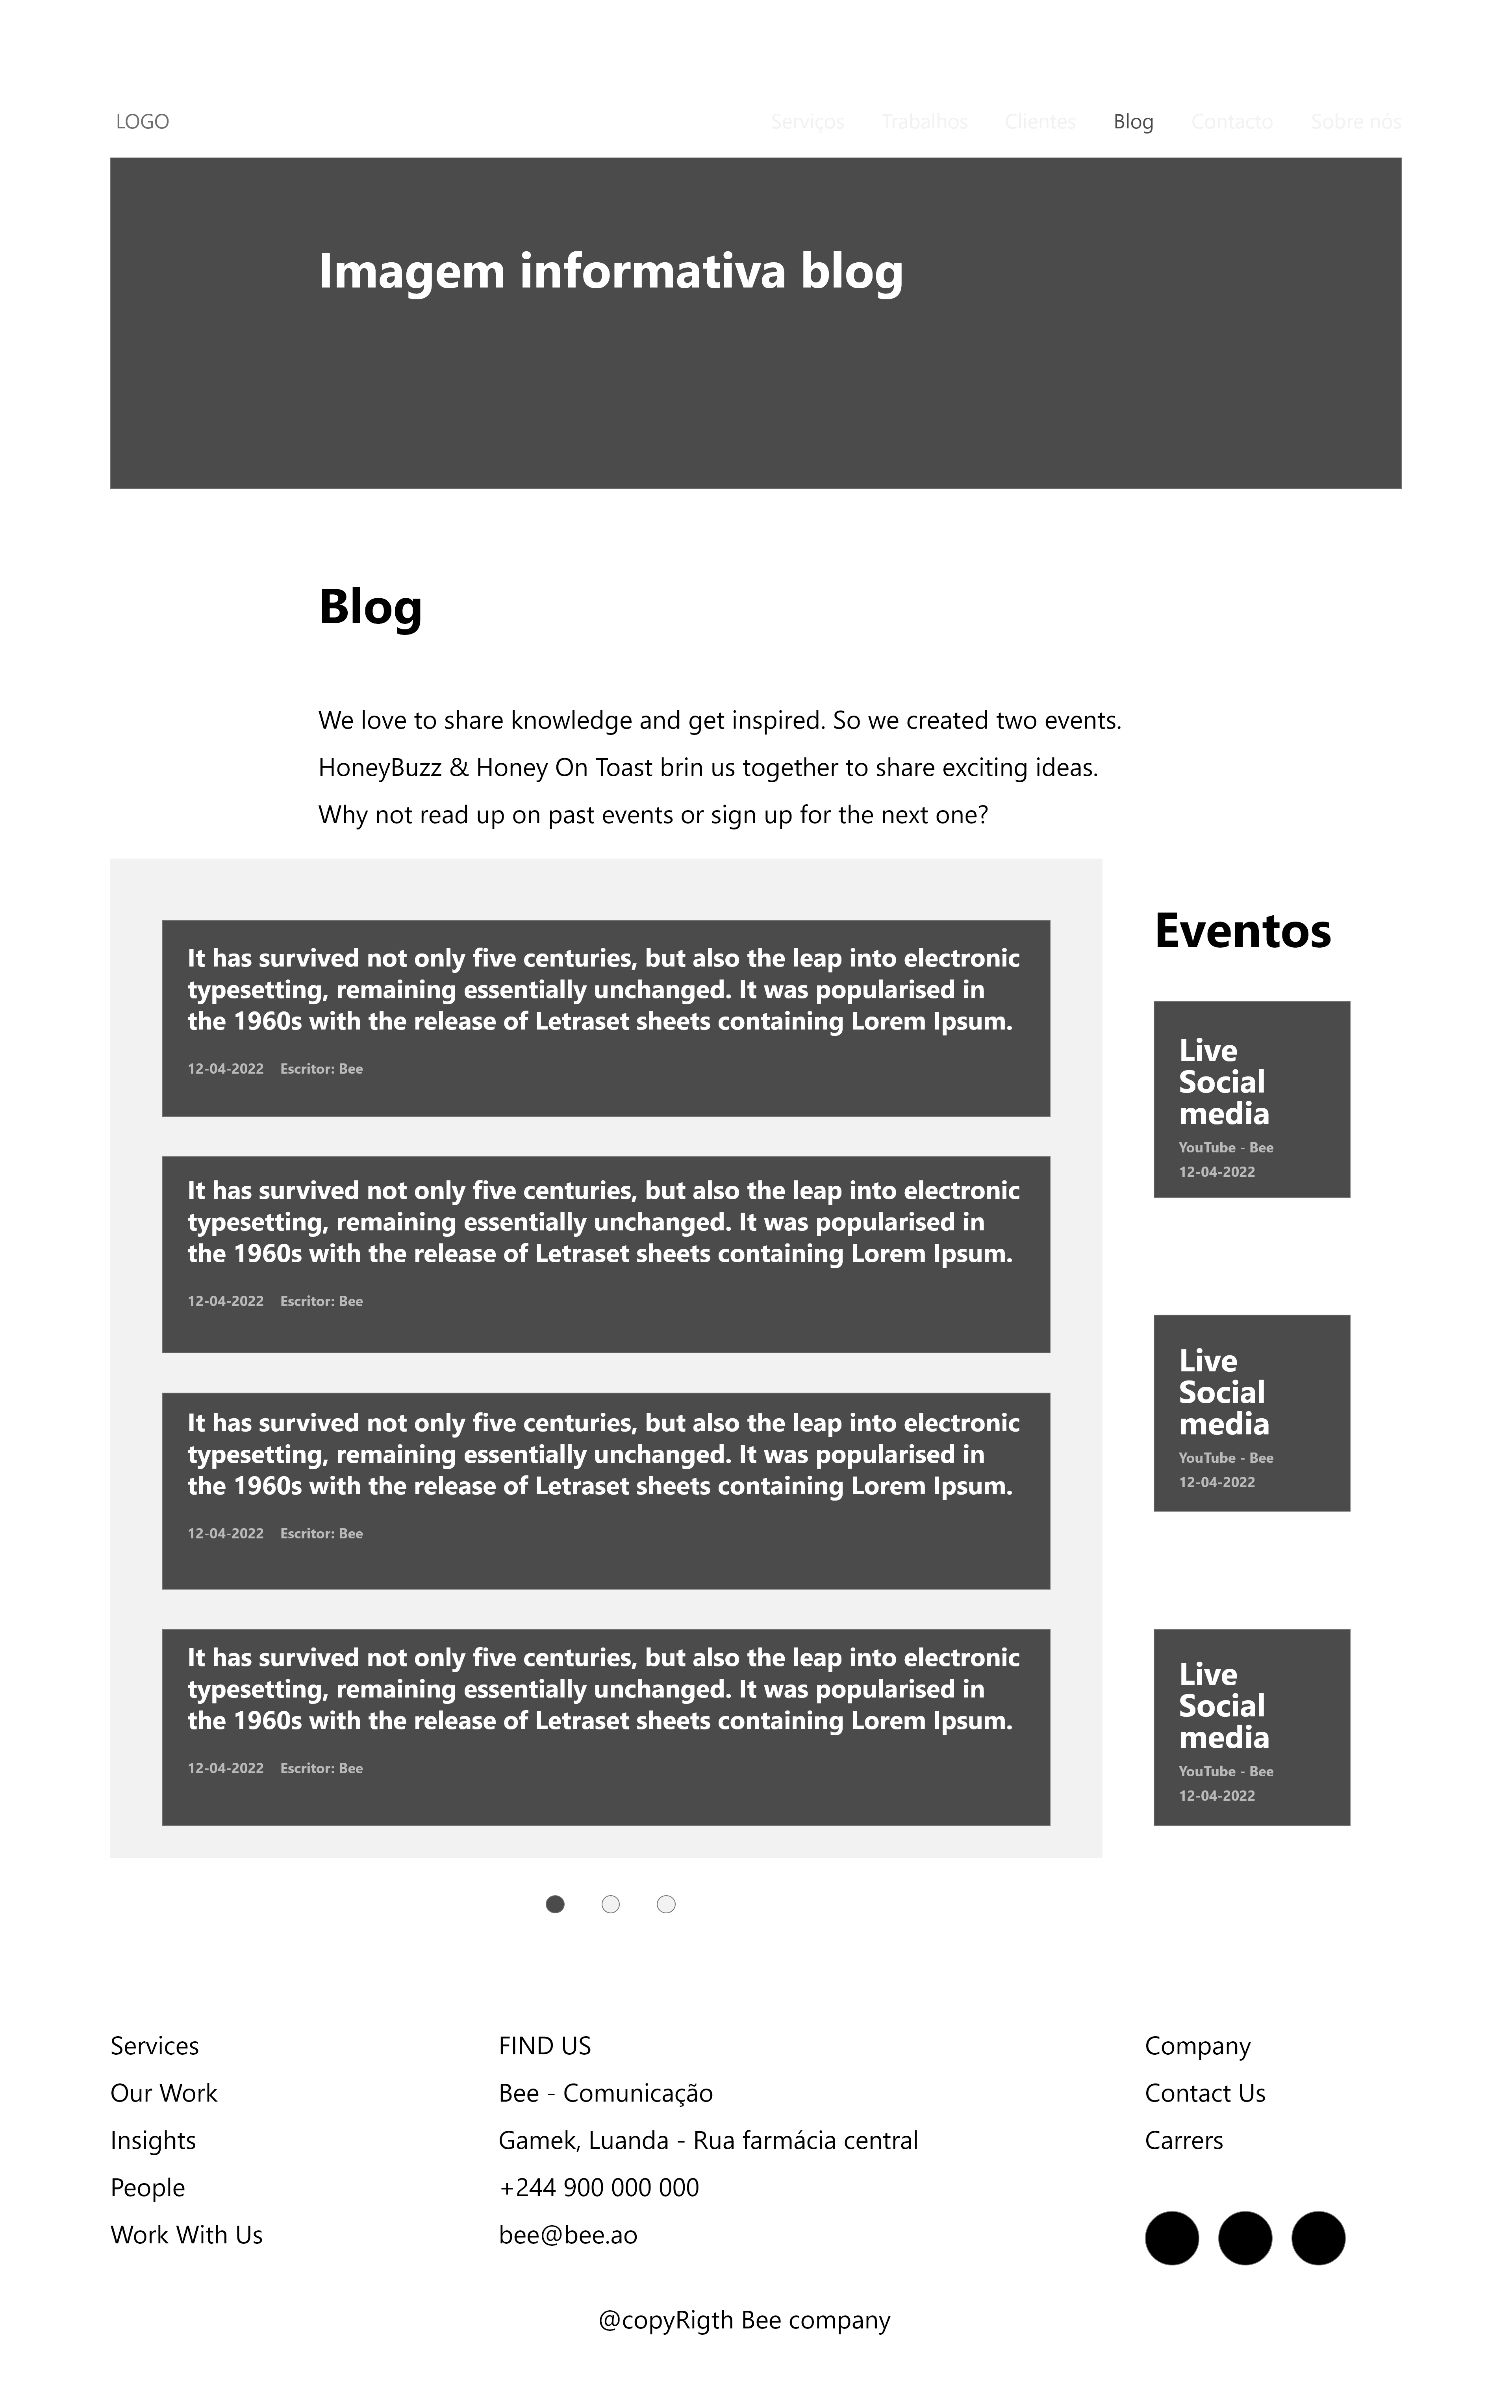 LOGO
Serviços
Trabalhos
Clientes
Blog
Contacto
Sobre nós
Imagem informativa blog
Blog
We love to share knowledge and get inspired. So we created two events.
HoneyBuzz & Honey On Toast brin us together to share exciting ideas.
Why not read up on past events or sign up for the next one?
It has survived not only five centuries, but also the leap into electronic
typesetting, remaining essentially unchanged. It was popularised in
the 1960s with the release of Letraset sheets containing Lorem Ipsum.
12-04-2022 Escritor: Bee
It has survived not only five centuries, but also the leap into electronic
typesetting, remaining essentially unchanged. It was popularised in
the 1960s with the release of Letraset sheets containing Lorem Ipsum.
12-04-2022 Escritor: Bee
It has survived not only five centuries, but also the leap into electronic
typesetting, remaining essentially unchanged. It was popularised in
the 1960s with the release of Letraset sheets containing Lorem Ipsum.
12-04-2022 Escritor: Bee
It has survived not only five centuries, but also the leap into electronic
typesetting, remaining essentially unchanged. It was popularised in
the 1960s with the release of Letraset sheets containing Lorem Ipsum.
12-04-2022 Escritor: Bee
Eventos
Live
Social
media
YouTube - Bee
12-04-2022
Live
Social
media
YouTube - Bee
12-04-2022
Live
Social
media
YouTube - Bee
12-04-2022
Services
Our Work
Insights
People
Work With Us
FIND US
Bee - Comunicação
Gamek, Luanda - Rua farmácia central
+244 900 000 000
bee@bee.ao
Company
Contact Us
Carrers
@copyRigth Bee company